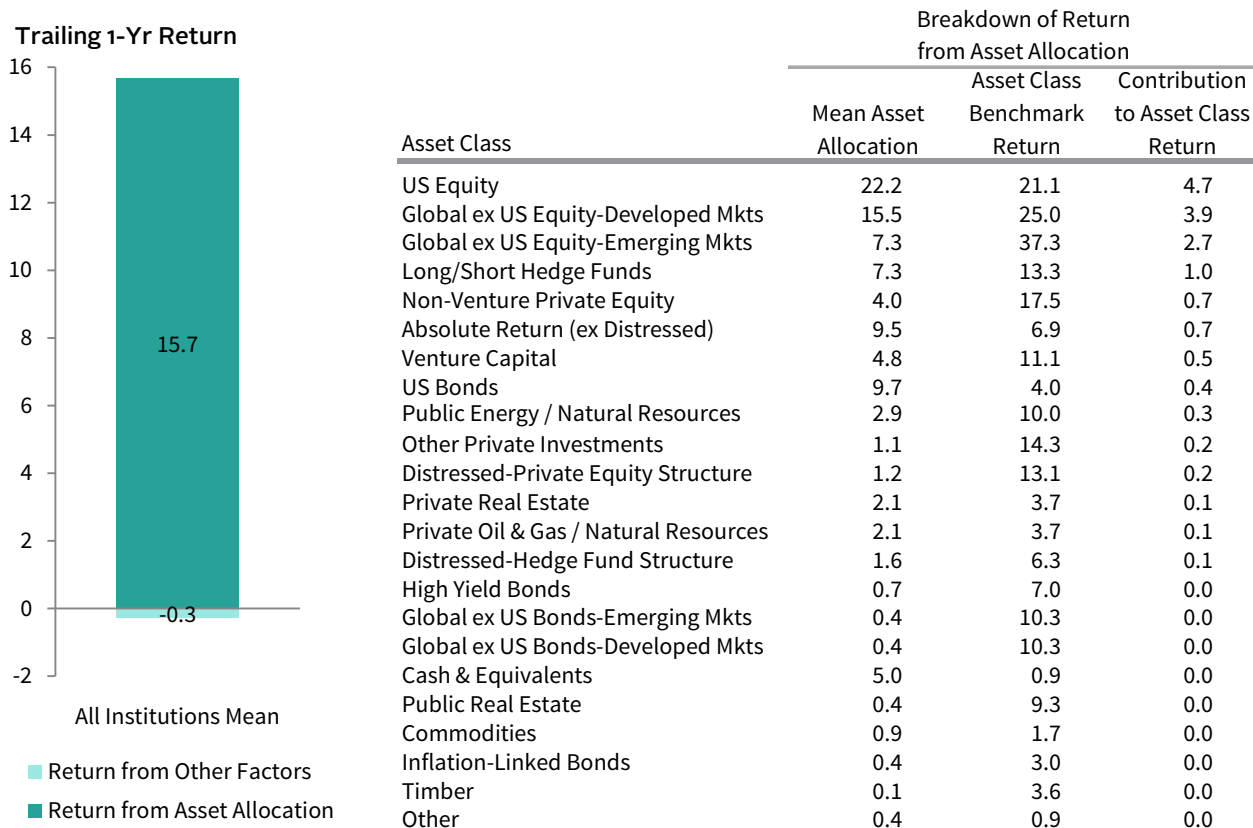 Trailing 1-Yr Return
16
14
12
10
8
6
4
2
0
-2
15.7
-0.3
All Institutions Mean
Return from Other Factors
Return from Asset Allocation
Breakdown of Return
from Asset Allocation
Asset Class Contribution
Mean Asset Benchmark to Asset Class
Asset Class Allocation Return Return
US Equity 22.2 21.1 4.7
Global ex US Equity-Developed Mkts 15.5 25.0 3.9
Global ex US Equity-Emerging Mkts 7.3 37.3 2.7
Long/Short Hedge Funds 7.3 13.3 1.0
Non-Venture Private Equity 4.0 17.5 0.7
Absolute Return (ex Distressed) 9.5 6.9 0.7
Venture Capital 4.8 11.1 0.5
US Bonds 9.7 4.0 0.4
Public Energy / Natural Resources 2.9 10.0 0.3
Other Private Investments 1.1 14.3 0.2
Distressed-Private Equity Structure 1.2 13.1 0.2
Private Real Estate 2.1 3.7 0.1
Private Oil & Gas / Natural Resources 2.1 3.7 0.1
Distressed-Hedge Fund Structure 1.6 6.3 0.1
High Yield Bonds 0.7 7.0 0.0
Global ex US Bonds-Emerging Mkts 0.4 10.3 0.0
Global ex US Bonds-Developed Mkts 0.4 10.3 0.0
Cash & Equivalents 5.0 0.9 0.0
Public Real Estate 0.4 9.3 0.0
Commodities 0.9 1.7 0.0
Inflation-Linked Bonds 0.4 3.0 0.0
Timber 0.1 3.6 0.0
Other 0.4 0.9 0.0